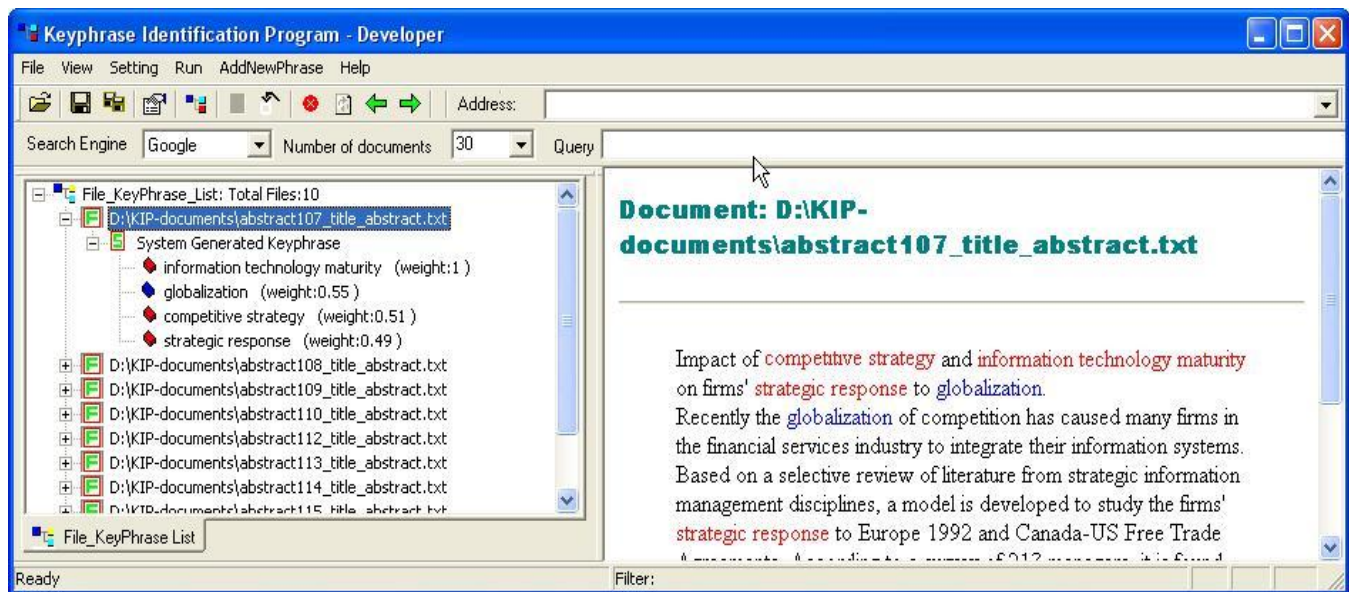 Keyphrase Identification Program - Developer
File View Setting Run AddNewPhrase Help
Address:
Search Engine Google Number of documents 30 Query
File_KeyPhrase_List: Total Files:10
D:\KIP-documents\abstract107_title_abstract.txt
System Generated Keyphrase
information technology maturity (weight:1 )
globalization (weight:0.55 )
competitive strategy (weight:0.51 )
strategic response (weight:0.49 )
D:\KIP-documents\abstract108_title_abstract.txt
D:\KIP-documents\abstract109_title_abstract.txt
D:\KIP-documents\abstract110_title_abstract.txt
D:\KIP-documents\abstract112_title_abstract.txt
D:\KIP-documents\abstract113_title_abstract.txt
D:\KIP-documents\abstract114_title_abstract.txt
D:\KIP-documents\abstract115_title_abstract.txt
File_KeyPhrase List
Document: D:\KIP-
documents\abstract107_title_abstract.txt
Impact of competitive strategy and information technology maturity
on firms' strategic response to globalization.
Recently the globalization of competition has caused many firms in
the financial services industry to integrate their information systems.
Based on a selective review of literature from strategic information
management disciplines, a model is developed to study the firms'
strategic response to Europe 1992 and Canada-US Free Trade
Ready
Filter: